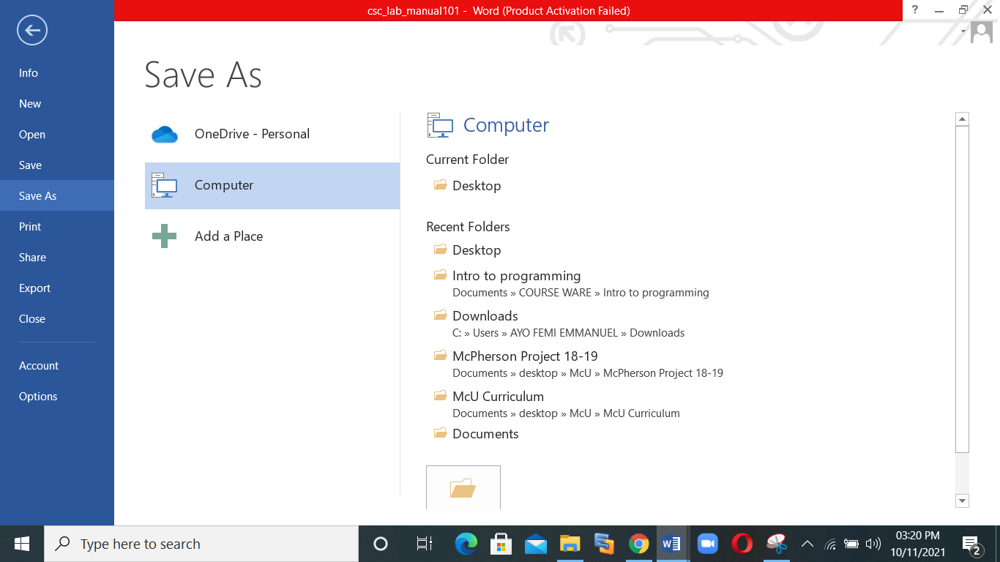 csc_lab_manual101 - Word (Product Activation Failed)
?
Info
New
Open
Save
Save As
Print
Share
Export
Close
Account
Options
Save As
OneDrive - Personal
Computer
Add a Place
Computer
Current Folder
Desktop
Recent Folders
Desktop
Intro to programming
Documents » COURSE WARE » Intro to programming
Downloads
C: » Users » AYO FEMI EMMANUEL » Downloads
McPherson Project 18-19
Documents » desktop » McU » McPherson Project 18-19
McU Curriculum
Documents » desktop » McU » McU Curriculum
Documents
Type here to search
03:20 PM
10/11/2021
2